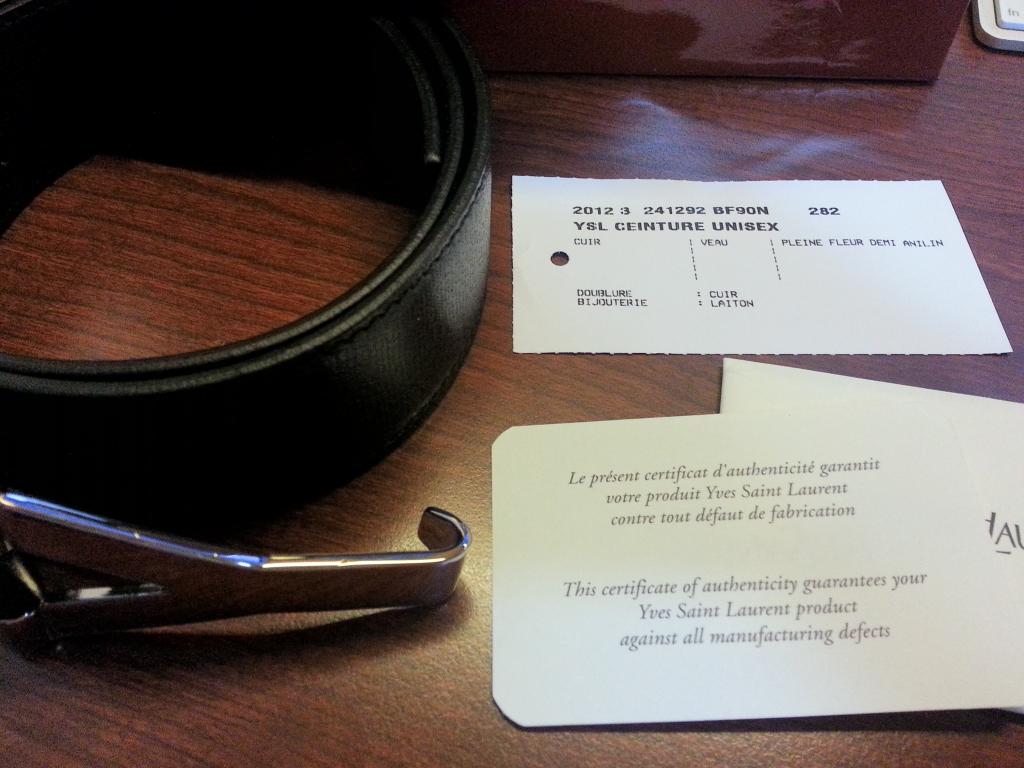 fn
2012 3 241292 BF90N 282
YSL CEINTURE UNISEX
CUIR | VEAU | PLEINE FLEUR DEMI ANILIN
DOUBLURE : CUIR
BIJOUTERIE : LAITON
Le présent certificat d'authenticité garantit
votre produit Yves Saint Laurent
contre tout défaut de fabrication
This certificate of authenticity guarantees your
Yves Saint Laurent product
against all manufacturing defects